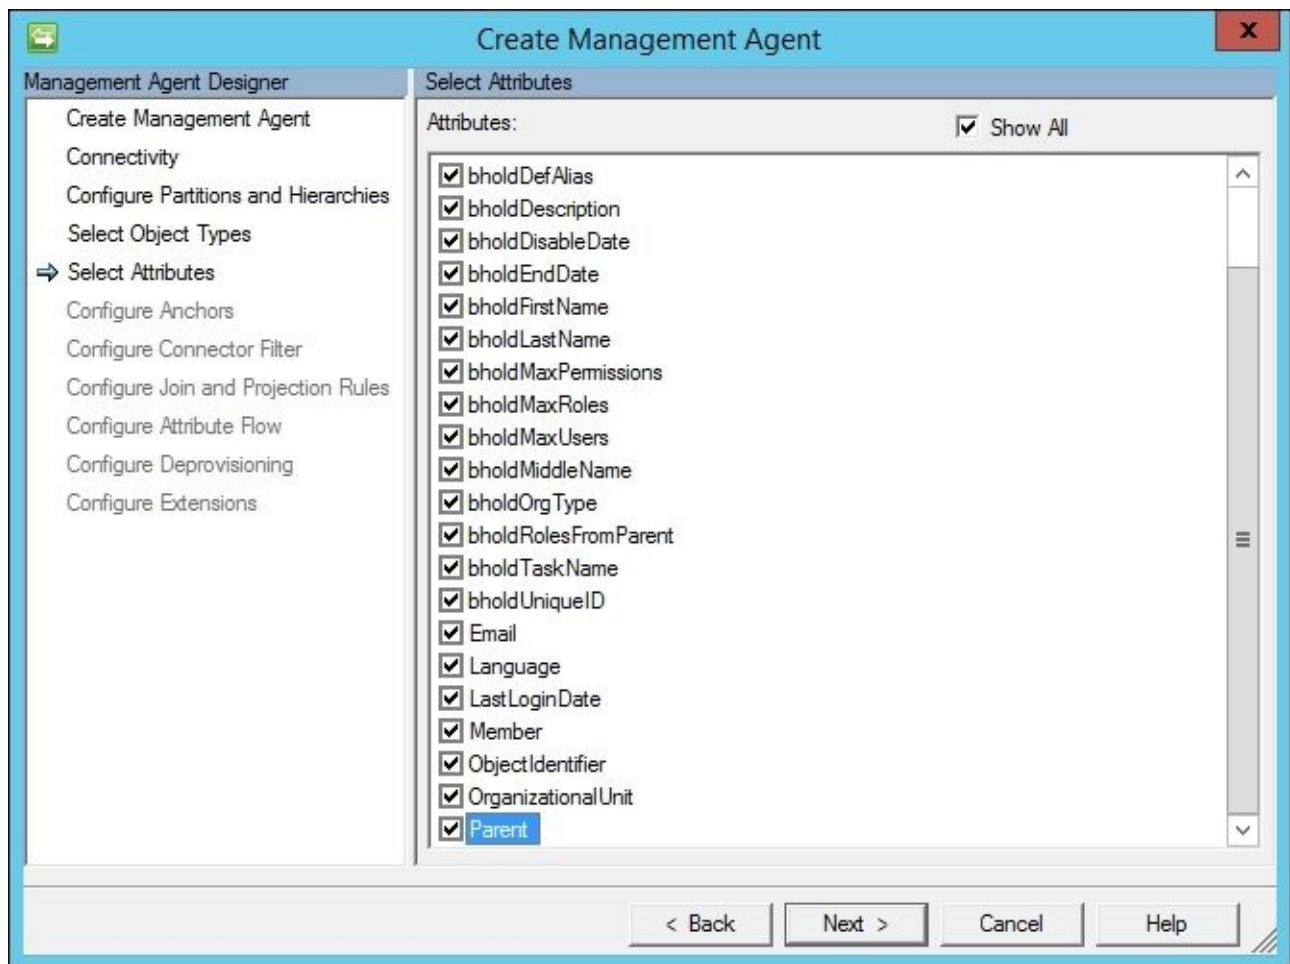 Create Management Agent
x
Management Agent Designer
Create Management Agent
Connectivity
Configure Partitions and Hierarchies
Select Object Types
Select Attributes
Configure Anchors
Configure Connector Filter
Configure Join and Projection Rules
Configure Attribute Flow
Configure Deprovisioning
Configure Extensions
Select Attributes
Attributes:
Show All
bholdDefAlias
bholdDescription
bholdDisableDate
bholdEndDate
bholdFirstName
bholdLastName
bholdMaxPermissions
bholdMaxRoles
bholdMaxUsers
bholdMiddleName
bholdOrgType
bholdRolesFromParent
bholdTaskName
bholdUniqueID
Email
Language
LastLoginDate
Member
ObjectIdentifier
OrganizationalUnit
Parent
< Back
Next >
Cancel
Help